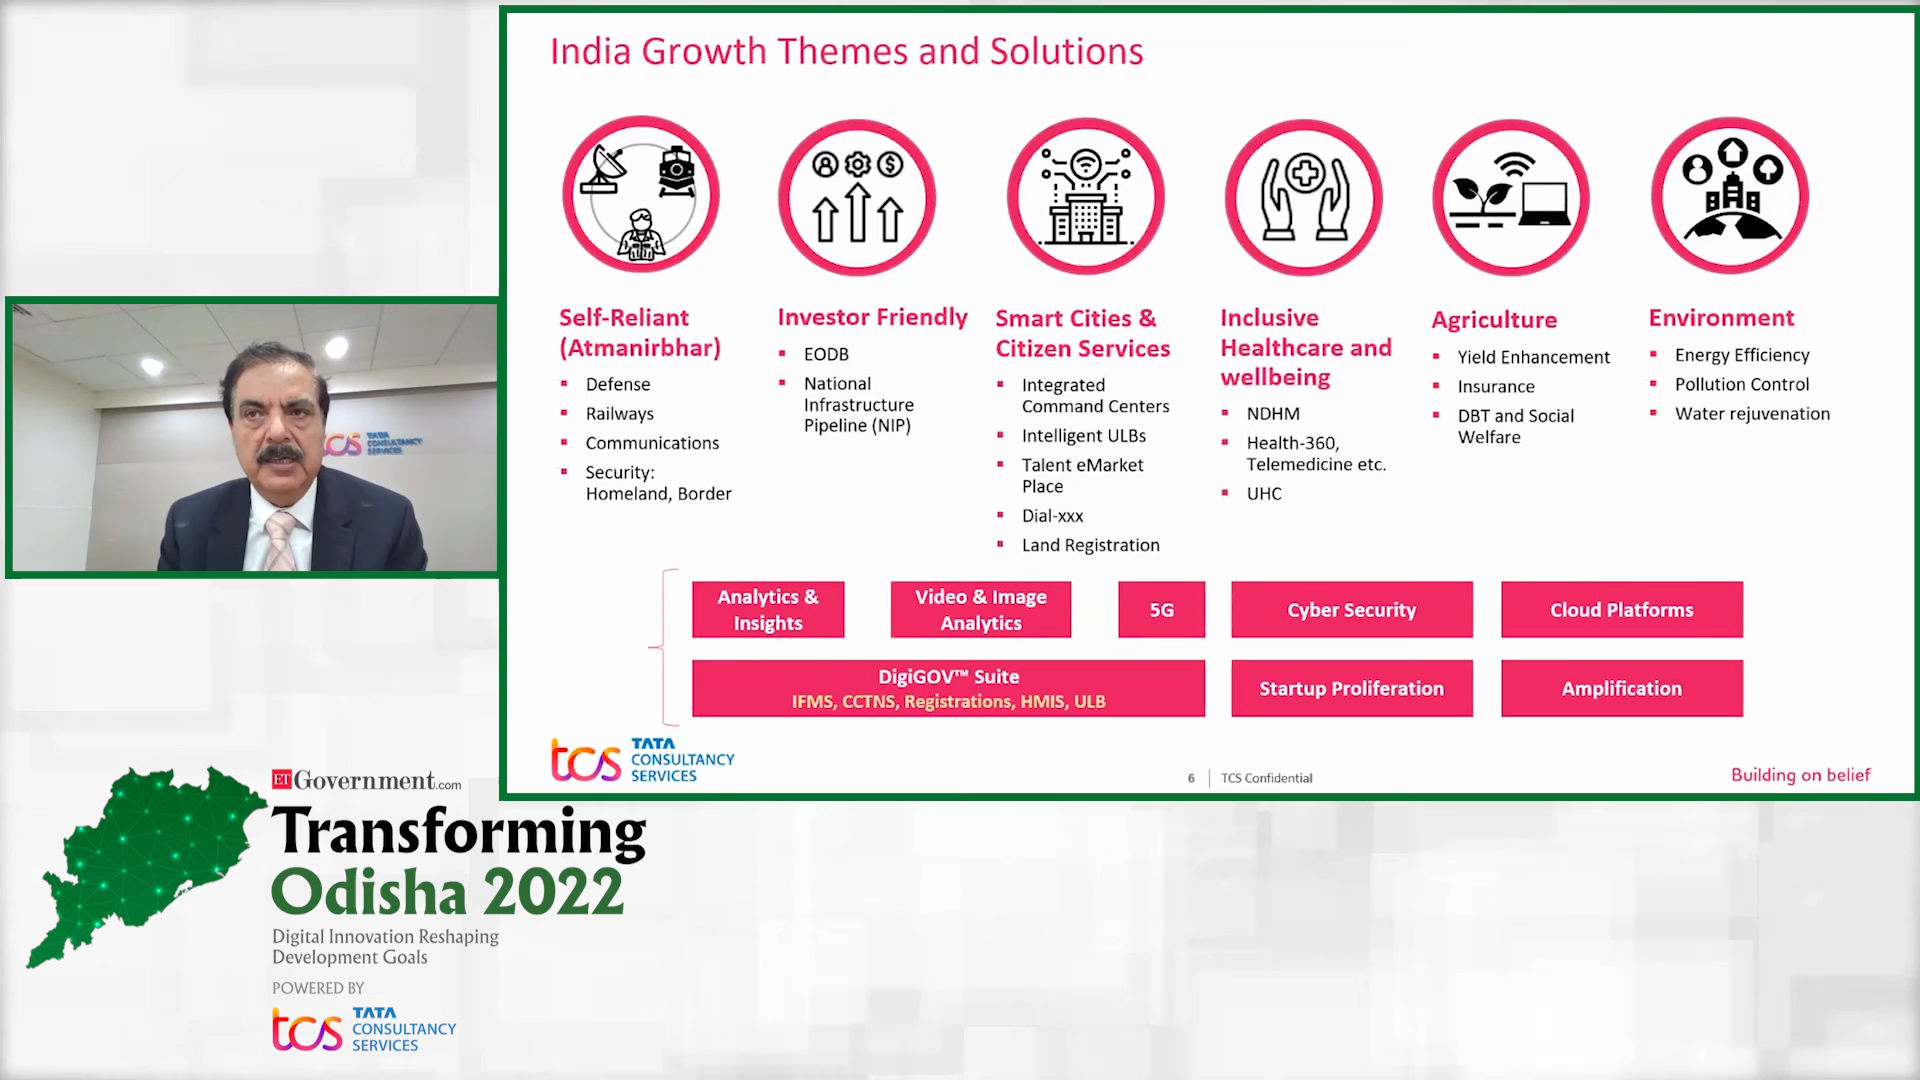 India Growth Themes and Solutions
Self-Reliant
(Atmanirbhar)
Defense
Railways
Communications
Security:
Homeland, Border
Investor Friendly
EODB
National
Infrastructure
Pipeline (NIP)
Smart Cities &
Citizen Services
Integrated
Command Centers
Intelligent ULBs
Talent eMarket
Place
Dial-xxx
Land Registration
Inclusive
Healthcare and
wellbeing
NDHM
Health-360,
Telemedicine etc.
UHC
Agriculture
Yield Enhancement
Insurance
DBT and Social
Welfare
Environment
Energy Efficiency
Pollution Control
Water rejuvenation
Analytics &
Insights
Video & Image
Analytics
5G
Cyber Security
Cloud Platforms
DigiGOV™ Suite
IFMS, CCTNS, Registrations, HMIS, ULB
Startup Proliferation
Amplification
tcs TATA
CONSULTANCY
SERVICES
6 TCS Confidential
Building on belief
tcs TATA
CONSULTANCY
SERVICES
ETGovernment.com
Transforming
Odisha 2022
Digital Innovation Reshaping
Development Goals
POWERED BY
tcs TATA
CONSULTANCY
SERVICES